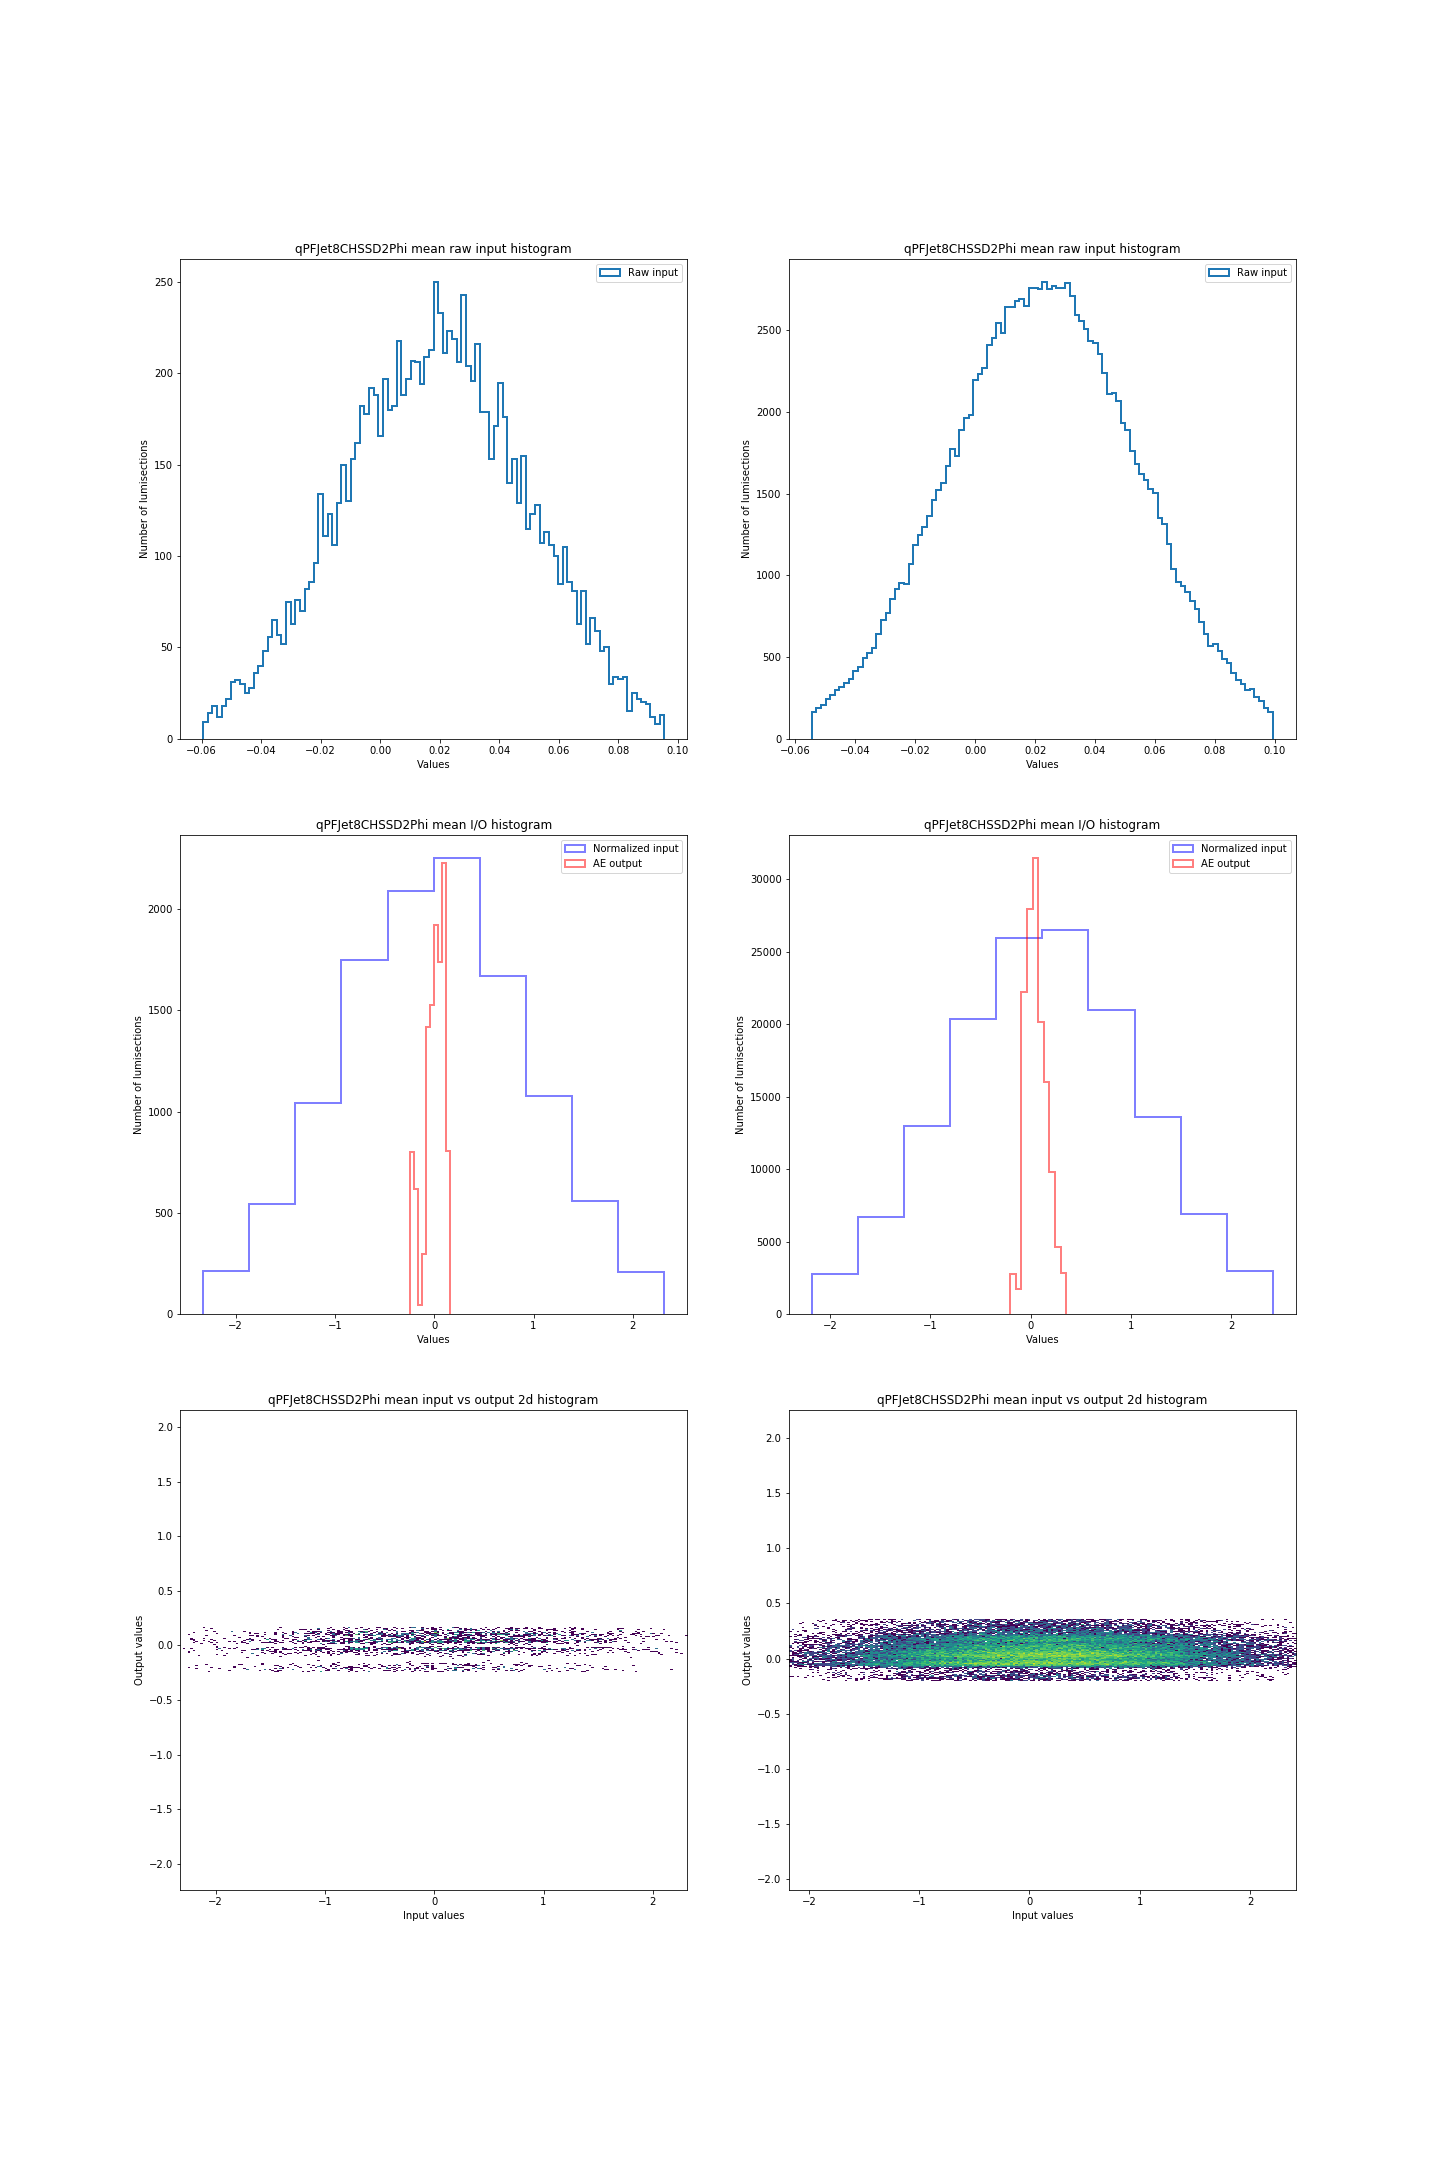 qPFJet8CHSSD2Phi mean raw input histogram
Raw input
Number of lumisections
250
200
150
100
50
0
−0.06 −0.04 −0.02 0.00 0.02 0.04 0.06 0.08 0.10
Values
qPFJet8CHSSD2Phi mean raw input histogram
Raw input
Number of lumisections
2500
2000
1500
1000
500
0
−0.06 −0.04 −0.02 0.00 0.02 0.04 0.06 0.08 0.10
Values
qPFJet8CHSSD2Phi mean I/O histogram
Normalized input
AE output
Number of lumisections
2000
1500
1000
500
0
−2 −1 0 1 2
Values
qPFJet8CHSSD2Phi mean I/O histogram
Normalized input
AE output
Number of lumisections
30000
25000
20000
15000
10000
5000
0
−2 −1 0 1 2
Values
qPFJet8CHSSD2Phi mean input vs output 2d histogram
Output values
2.0
1.5
1.0
0.5
0.0
−0.5
−1.0
−1.5
−2.0
−2 −1 0 1 2
Input values
qPFJet8CHSSD2Phi mean input vs output 2d histogram
Output values
2.0
1.5
1.0
0.5
0.0
−0.5
−1.0
−1.5
−2.0
−2 −1 0 1 2
Input values